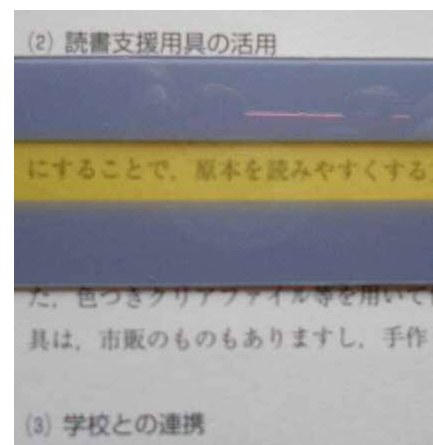 (2) 読書支援用具の活用
にすることで、原本を読みやすくする
た、色つきクリアファイル等を用いて
具は、市販のものもありますし、手作
(3) 学校との連携